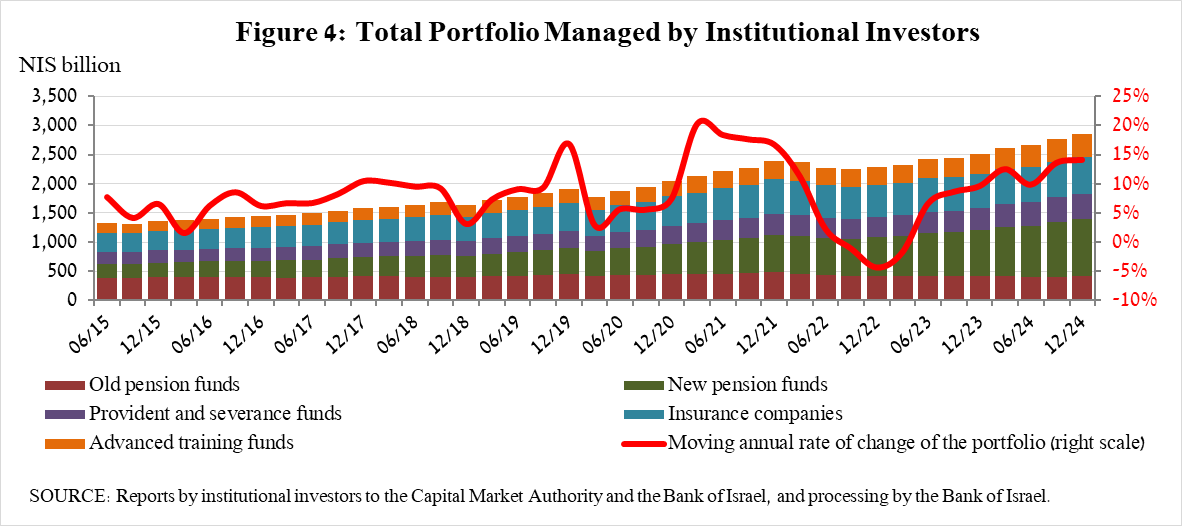 Figure 4: Total Portfolio Managed by Institutional Investors
NIS billion
3,500
3,000
2,500
2,000
1,500
1,000
500
0
25%
20%
15%
10%
5%
0%
-5%
-10%
06/15 12/15 06/16 12/16 06/17 12/17 06/18 12/18 06/19 12/19 06/20 12/20 06/21 12/21 06/22 12/22 06/23 12/23 06/24 12/24
Old pension funds
New pension funds
Provident and severance funds
Insurance companies
Advanced training funds
Moving annual rate of change of the portfolio (right scale)
SOURCE: Reports by institutional investors to the Capital Market Authority and the Bank of Israel, and processing by the Bank of Israel.